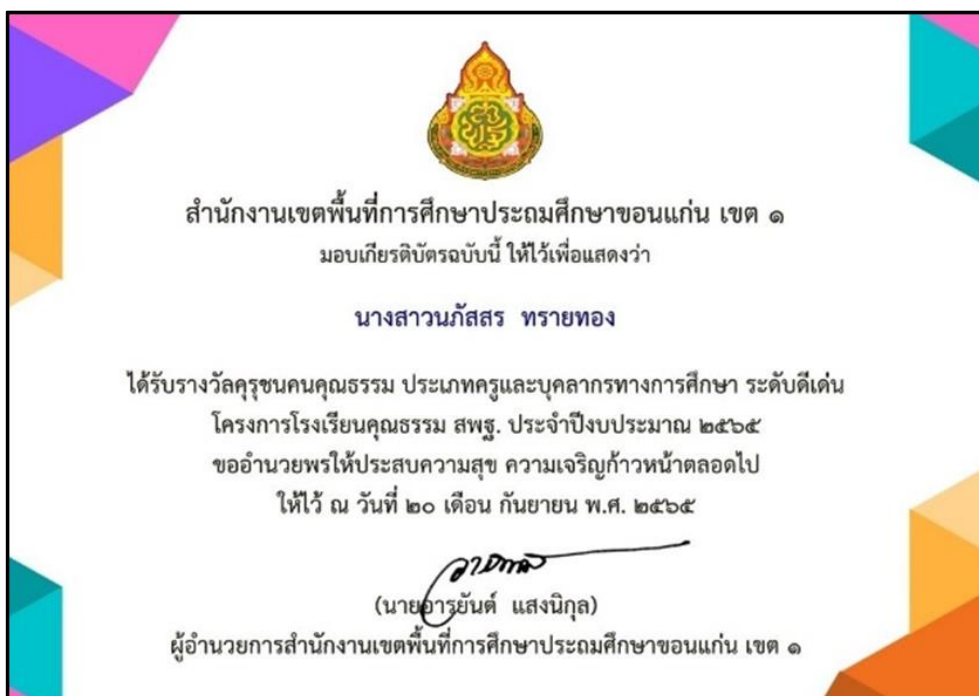 สำนักงานเขตพื้นที่การศึกษาประถมศึกษาขอนแก่น เขต ๑
มอบเกียรติบัตรฉบับนี้ ให้ไว้เพื่อแสดงว่า
นางสาวนภัสสร ทรายทอง
ได้รับรางวัลคุรุชนคนคุณธรรม ประเภทครูและบุคลากรทางการศึกษา ระดับดีเด่น
โครงการโรงเรียนคุณธรรม สพฐ. ประจำปีงบประมาณ ๒๕๖๕
ขออำนวยพรให้ประสบความสุข ความเจริญก้าวหน้าตลอดไป
ให้ไว้ ณ วันที่ ๒๐ เดือน กันยายน พ.ศ. ๒๕๖๕
(นายอารยันต์ แสงนิกุล)
ผู้อำนวยการสำนักงานเขตพื้นที่การศึกษาประถมศึกษาขอนแก่น เขต ๑